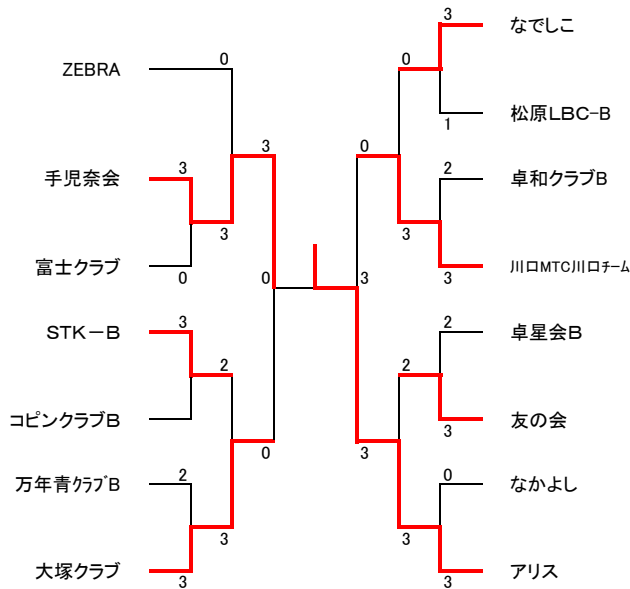 ZEBRA
手児奈会
富士クラブ
STK－B
コピンクラブB
万年青クラブB
大塚クラブ
0
3
0
3
3
3
2
2
3
3
0
0
3
0
0
3
3
0
3
2
3
3
1
2
3
2
3
0
3
なでしこ
松原LBC-B
卓和クラブB
川口MTC川口チーム
卓星会B
友の会
なかよし
アリス